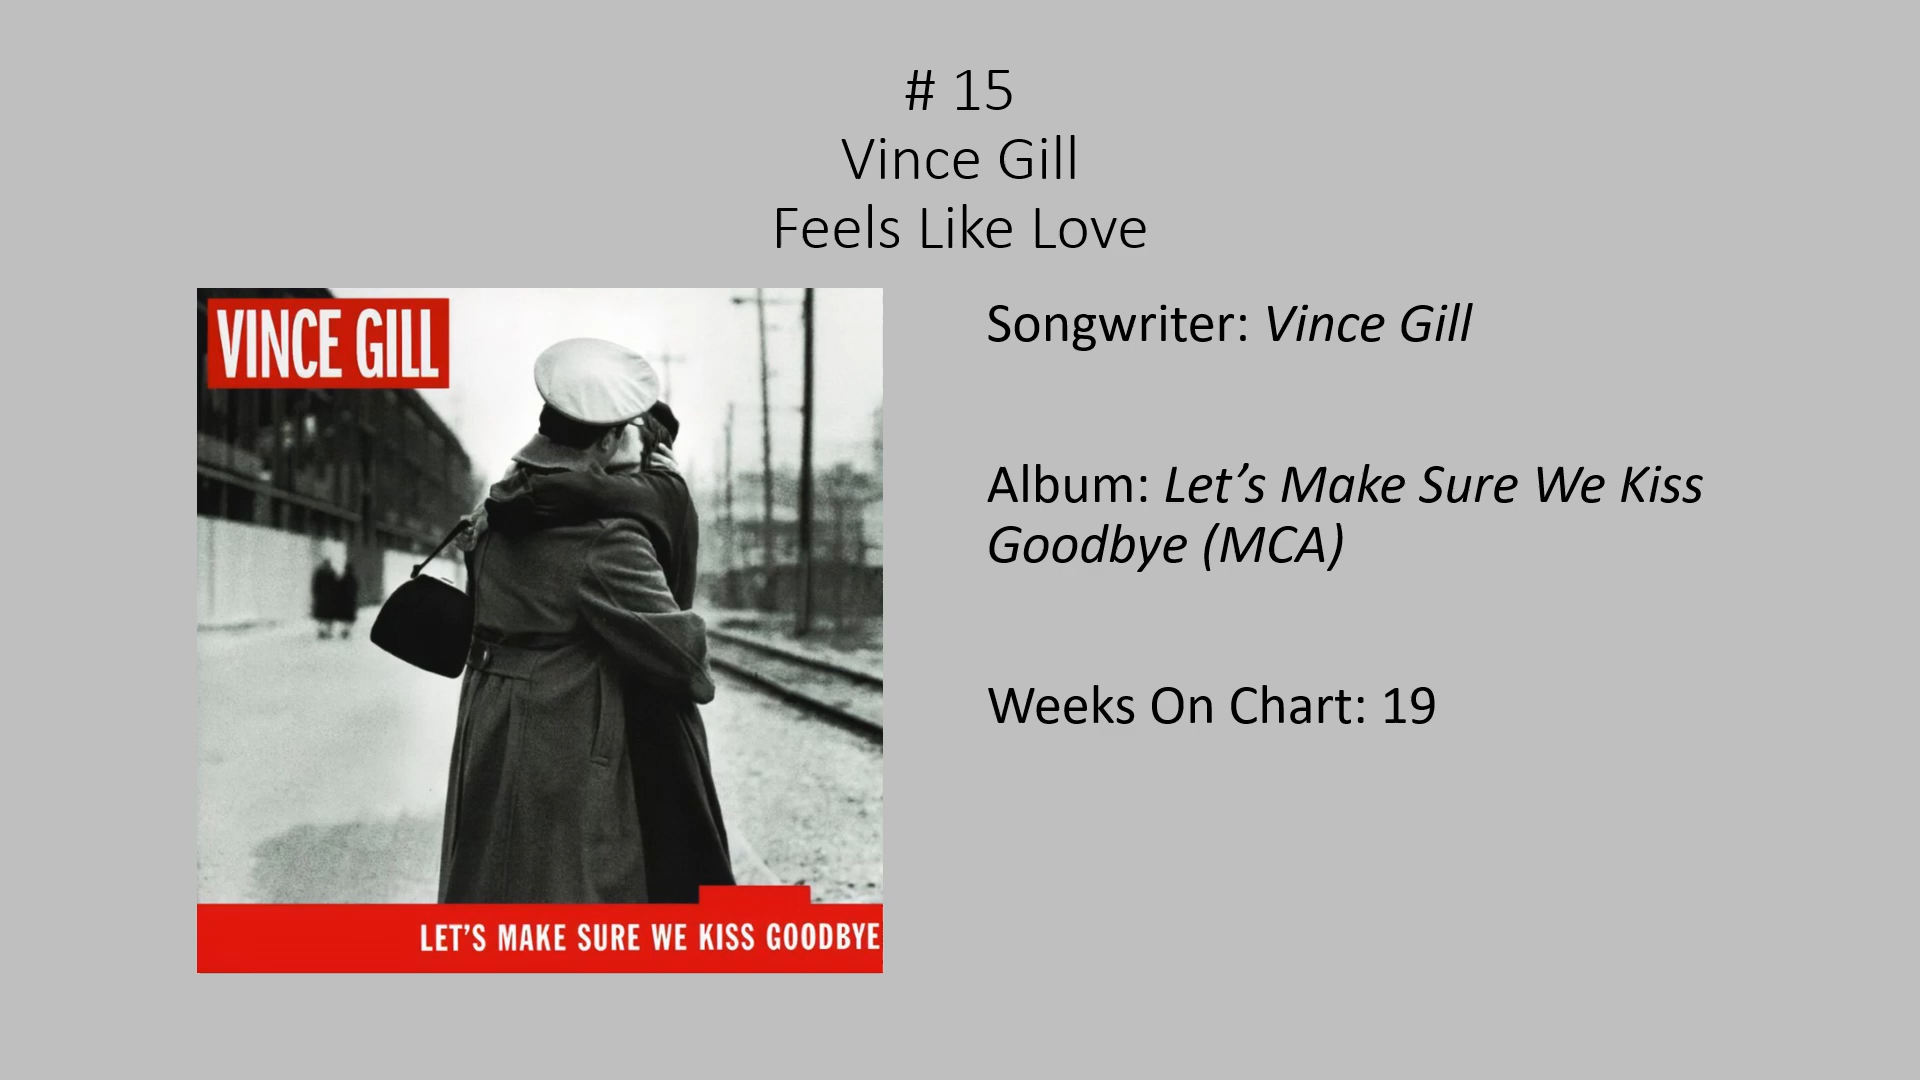 # 15
Vince Gill
Feels Like Love
VINCE GILL
LET'S MAKE SURE WE KISS GOODBYE
Songwriter: Vince Gill
Album: Let’s Make Sure We Kiss
Goodbye (MCA)
Weeks On Chart: 19